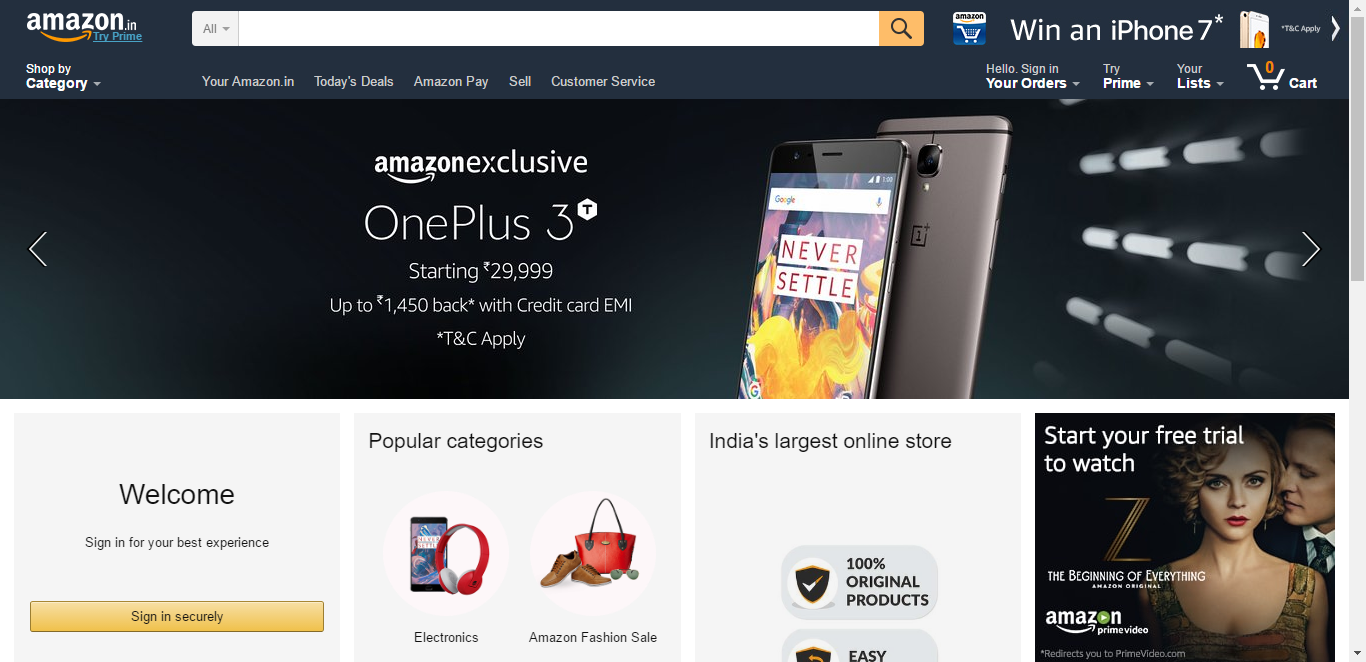 amazon.in
Try Prime
All
amazon
Win an iPhone 7*
*T&C Apply
Shop by
Category
Your Amazon.in
Today's Deals
Amazon Pay
Sell
Customer Service
Hello. Sign in
Your Orders
Try
Prime
Your
Lists
0
Cart
amazonexclusive
OnePlus 3T
Starting ₹29,999
Up to ₹1,450 back* with Credit card EMI
*T&C Apply
1:00
Google
NEVER
SETTLE
Welcome
Sign in for your best experience
Sign in securely
Popular categories
Electronics
Amazon Fashion Sale
India's largest online store
100%
ORIGINAL
PRODUCTS
EASY
Start your free trial
to watch
Z
THE BEGINNING OF EVERYTHING
AMAZON ORIGINAL
amazon
prime video
*Redirects you to PrimeVideo.com